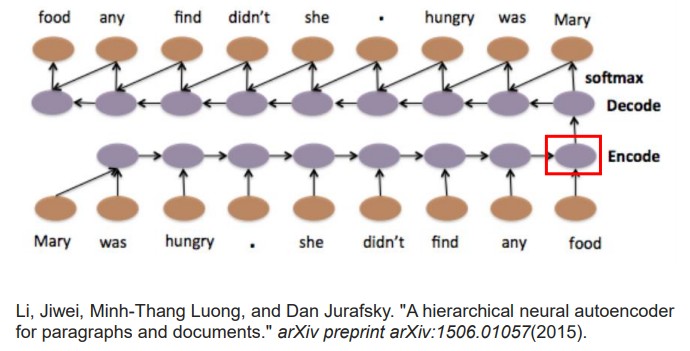 food any find didn't she . hungry was Mary
softmax
Decode
Encode
Mary was hungry . she didn't find any food
Li, Jiwei, Minh-Thang Luong, and Dan Jurafsky. "A hierarchical neural autoencoder
for paragraphs and documents." arXiv preprint arXiv:1506.01057(2015).